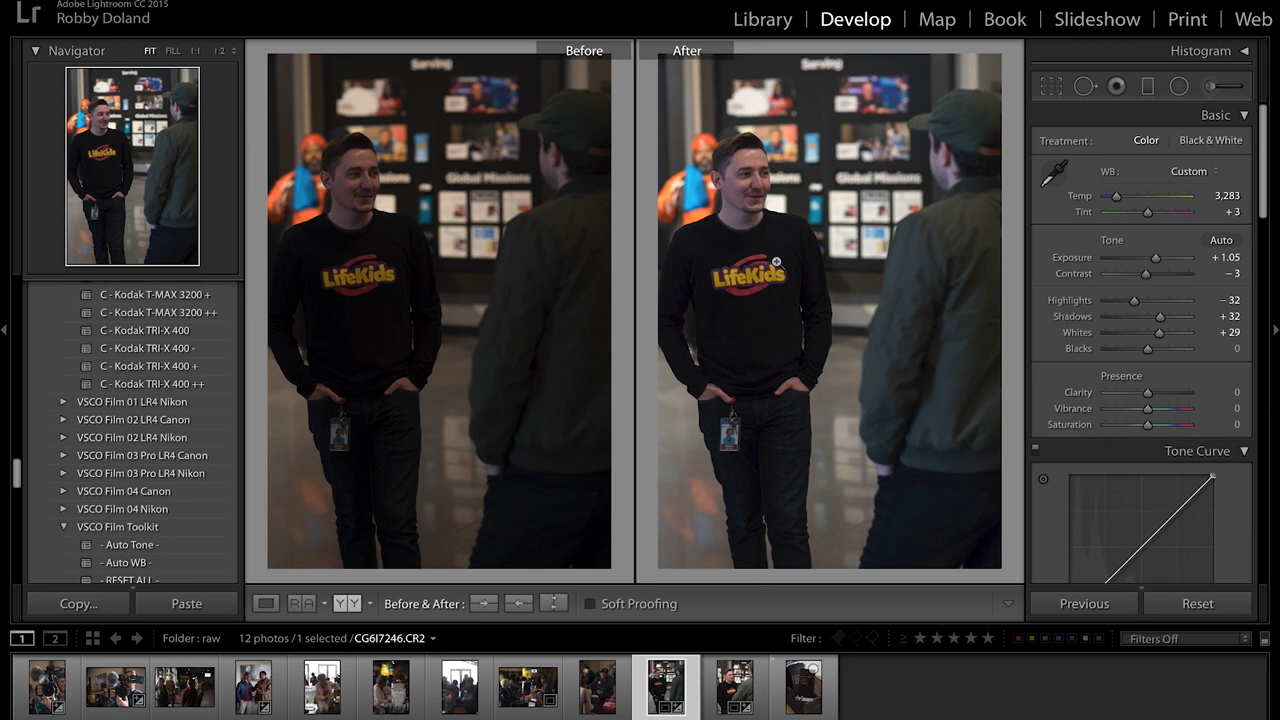 Lr
Adobe Lightroom CC 2015
Robby Doland
Library | Develop | Map | Book | Slideshow | Print | Web
Navigator FIT FILL 1:1 1:2
C - Kodak T-MAX 3200 +
C - Kodak T-MAX 3200 ++
C - Kodak TRI-X 400
C - Kodak TRI-X 400 -
C - Kodak TRI-X 400 +
C - Kodak TRI-X 400 ++
VSCO Film 01 LR4 Nikon
VSCO Film 02 LR4 Canon
VSCO Film 02 LR4 Nikon
VSCO Film 03 Pro LR4 Canon
VSCO Film 03 Pro LR4 Nikon
VSCO Film 04 Canon
VSCO Film 04 Nikon
VSCO Film Toolkit
- Auto Tone -
- Auto WB -
- RESET ALL -
Copy... Paste
Before
Serving
Global Missions
LifeKids
After
Serving
Missions
LifeKids
Before & After :
Soft Proofing
Histogram
Basic
Treatment : Color | Black & White
WB : Custom
Temp 3,283
Tint + 3
Tone Auto
Exposure + 1.05
Contrast - 3
Highlights - 32
Shadows + 32
Whites + 29
Blacks 0
Presence
Clarity 0
Vibrance 0
Saturation 0
Tone Curve
Previous Reset
1 2 Folder : raw 12 photos / 1 selected / CG6I7246.CR2 Filter : Filters Off